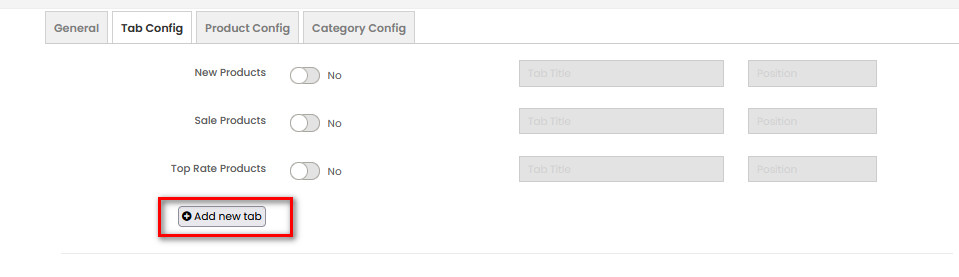 General Tab Config Product Config Category Config
New Products No Tab Title Position
Sale Products No Tab Title Position
Top Rate Products No Tab Title Position
Add new tab